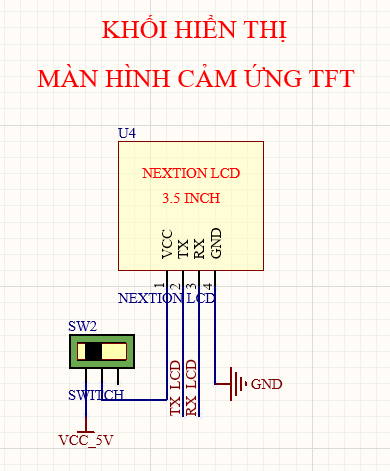 KHỐI HIỂN THỊ
MÀN HÌNH CẢM ỨNG TFT
U4
NEXTION LCD
3.5 INCH
VCC
TX
RX
GND
1
2
3
4
NEXTION LCD
SW2
SWITCH
TX LCD
RX LCD
GND
VCC_5V